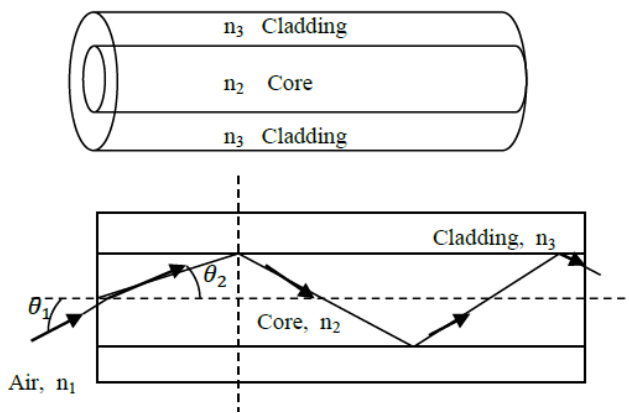 n₃ Cladding
n₂ Core
n₃ Cladding
Cladding, n₃
θ₂
θ₁
Core, n₂
Air, n₁